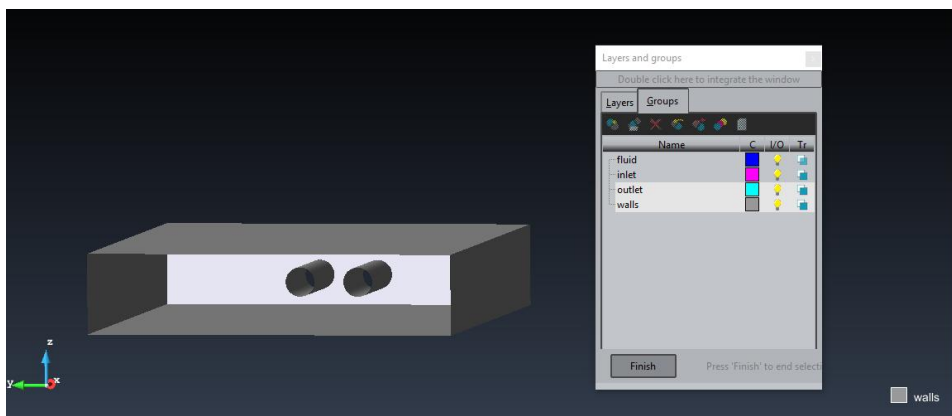 Layers and groups
Double click here to integrate the window
Layers Groups
Name C I/O Tr
fluid
inlet
outlet
walls
Finish Press 'Finish' to end selecti
z
y x
walls